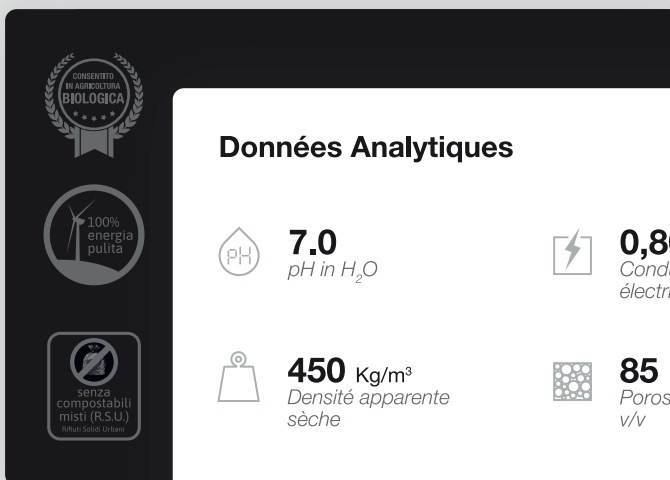 CONSENTITO
IN AGRICOLTURA
BIOLOGICA
100%
energia
pulita
senza
compostabili
misti (R.S.U.)
Rifiuti Solidi Urbani
Données Analytiques
pH
7.0
pH in H₂O
450 Kg/m³
Densité apparente
sèche
85
v/v